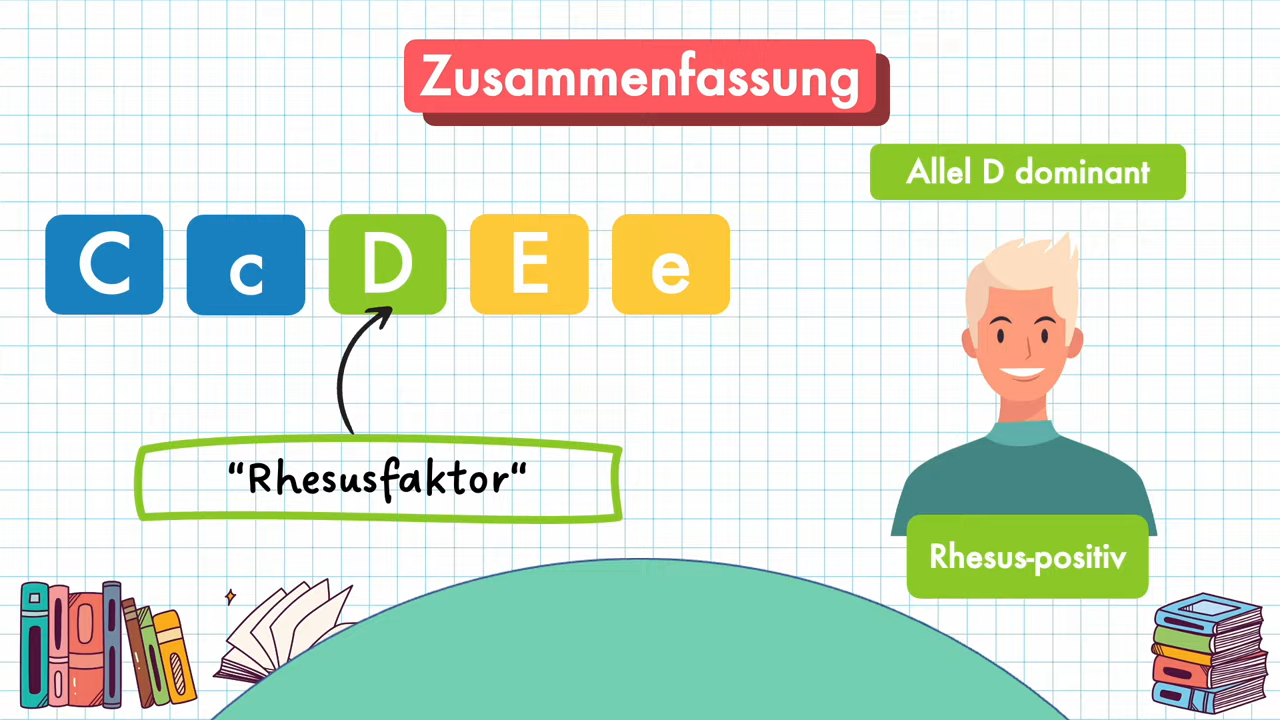 Zusammenfassung
Allel D dominant
C c D E e
“Rhesusfaktor“
Rhesus-positiv